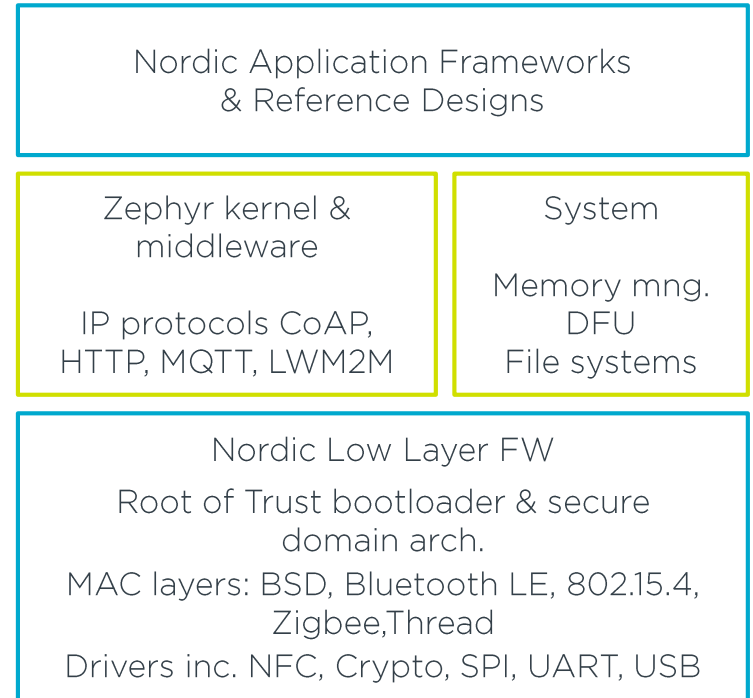 Nordic Application Frameworks
& Reference Designs
Zephyr kernel &
middleware
IP protocols CoAP,
HTTP, MQTT, LWM2M
System
Memory mng.
DFU
File systems
Nordic Low Layer FW
Root of Trust bootloader & secure
domain arch.
MAC layers: BSD, Bluetooth LE, 802.15.4,
Zigbee,Thread
Drivers inc. NFC, Crypto, SPI, UART, USB